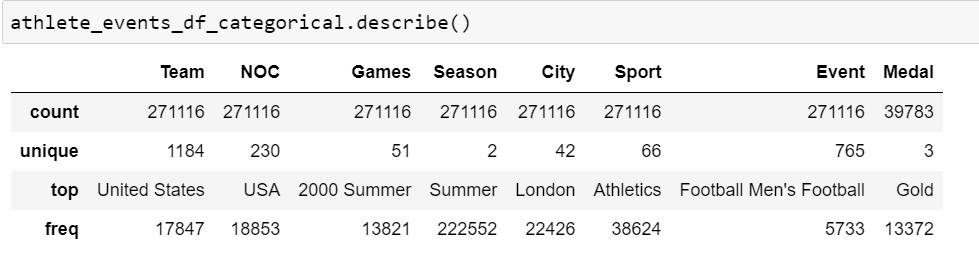 athlete_events_df_categorical.describe()
Team NOC Games Season City Sport Event Medal
count 271116 271116 271116 271116 271116 271116 271116 39783
unique 1184 230 51 2 42 66 765 3
top United States USA 2000 Summer Summer London Athletics Football Men's Football Gold
freq 17847 18853 13821 222552 22426 38624 5733 13372